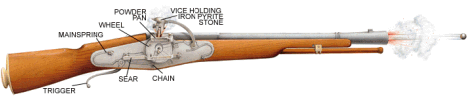 POWDER
PAN
VICE HOLDING
IRON PYRITE
STONE
WHEEL
MAINSPRING
TRIGGER
SEAR
CHAIN